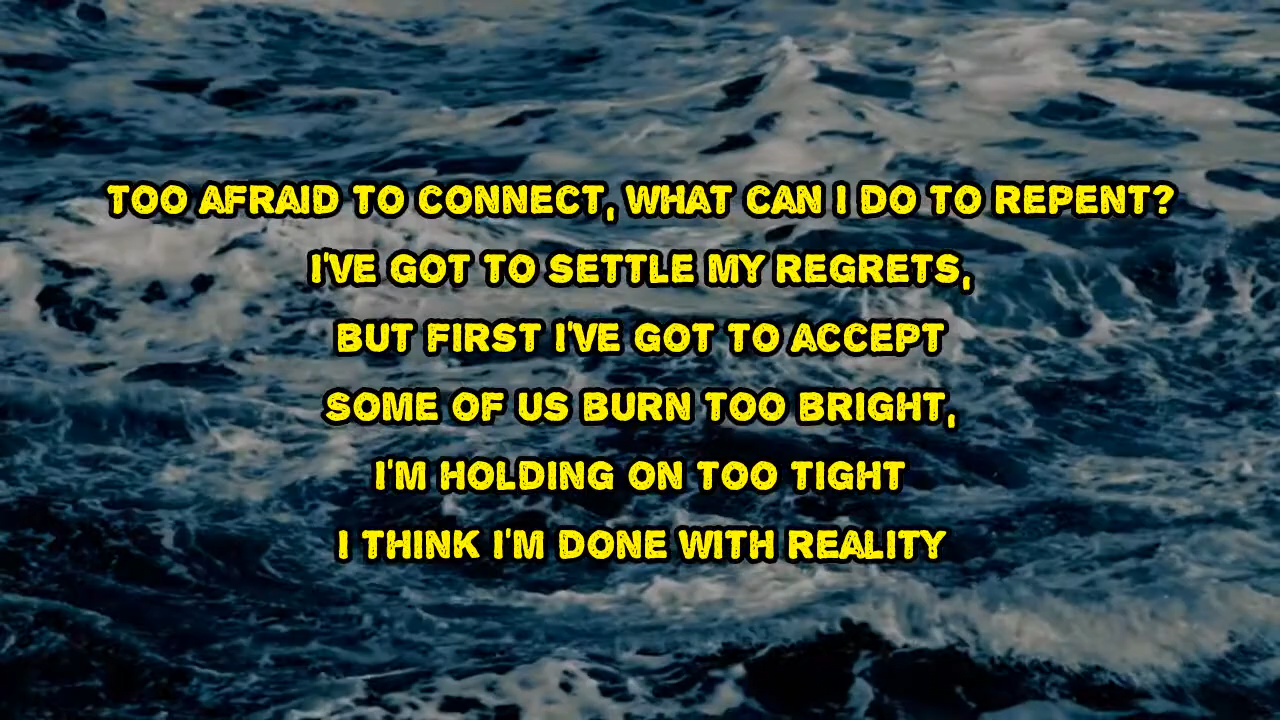 TOO AFRAID TO CONNECT, WHAT CAN I DO TO REPENT?
I'VE GOT TO SETTLE MY REGRETS,
BUT FIRST I'VE GOT TO ACCEPT
SOME OF US BURN TOO BRIGHT,
I'M HOLDING ON TOO TIGHT
I THINK I'M DONE WITH REALITY